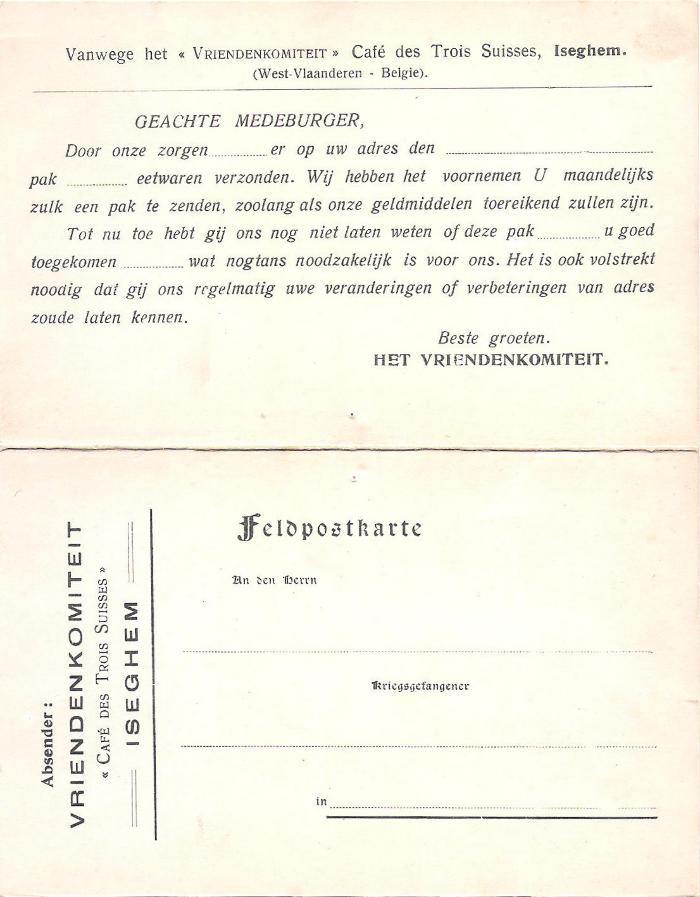 Vanwege het « VRIENDENKOMITEIT » Café des Trois Suisses, Iseghem.
(West-Vlaanderen - Belgie).
GEACHTE MEDEBURGER,
Door onze zorgen ............ er op uw adres den ............
pak ............ eetwaren verzonden. Wij hebben het voornemen U maandelijks
zulk een pak te zenden, zoolang als onze geldmiddelen toereikend zullen zijn.
Tot nu toe hebt gij ons nog niet laten weten of deze pak ............ u goed
toegekomen ............ wat nogtans noodzakelijk is voor ons. Het is ook volstrekt
noodig dat gij ons regelmatig uwe veranderingen of verbeteringen van adres
zoude laten kennen.
Beste groeten.
HET VRIENDENKOMITEIT.
Absender:
VRIENDENKOMITEIT
« CAFÉ DES TROIS SUISSES »
ISEGHEM
Feldpostkarte
An den Herrn
Kriegsgefangener
in